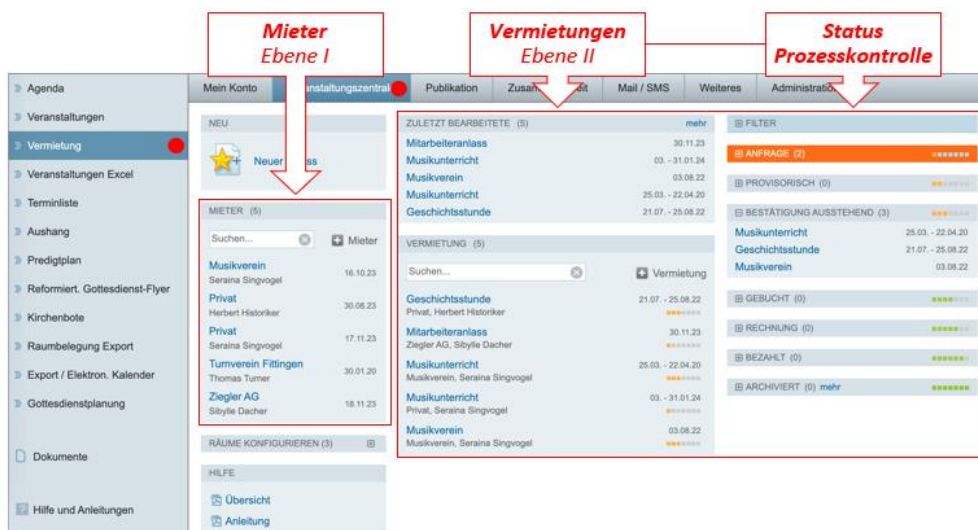 Mieter
Ebene I
Vermietungen
Ebene II
Status
Prozesskontrolle
Agenda
Veranstaltungen
Vermietung
Veranstaltungen Excel
Terminliste
Aushang
Predigtplan
Reformiert. Gottesdienst-Flyer
Kirchenbote
Raumbelegung Export
Export / Elektron. Kalender
Gottesdienstplanung
Dokumente
Hilfe und Anleitungen
Mein Konto
Publikation
Mail / SMS
Weiteres
NEU
MIETER (5)
Suchen...
Mieter
Musikverein 16.10.23
Seraina Singvogel
Privat 30.08.23
Herbert Historiker
Privat 17.11.23
Seraina Singvogel
Turnverein Fittingen 30.01.20
Thomas Turner
Ziegler AG 18.11.23
Sibylle Dacher
RÄUME KONFIGURIEREN (3)
HILFE
Übersicht
Anleitung
ZULETZT BEARBEITETE (5) mehr
Mitarbeiteranlass 30.11.23
Musikunterricht 03. - 31.01.24
Musikverein 03.08.22
Musikunterricht 25.03. - 22.04.20
Geschichtsstunde 21.07. - 25.08.22
VERMIETUNG (5)
Suchen...
Vermietung
Geschichtsstunde 21.07. - 25.08.22
Privat, Herbert Historiker
Mitarbeiteranlass 30.11.23
Ziegler AG, Sibylle Dacher
Musikunterricht 25.03. - 22.04.20
Musikverein, Seraina Singvogel
Musikunterricht 03. - 31.01.24
Privat, Seraina Singvogel
Musikverein 03.08.22
Musikverein, Seraina Singvogel
FILTER
ANFRAGE (2)
PROVISORISCH (0)
BESTÄTIGUNG AUSSTEHEND (3)
Musikunterricht 25.03. - 22.04.20
Geschichtsstunde 21.07. - 25.08.22
Musikverein 03.08.22
GEBUCHT (0)
RECHNUNG (0)
BEZAHLT (0)
ARCHIVIERT (0) mehr